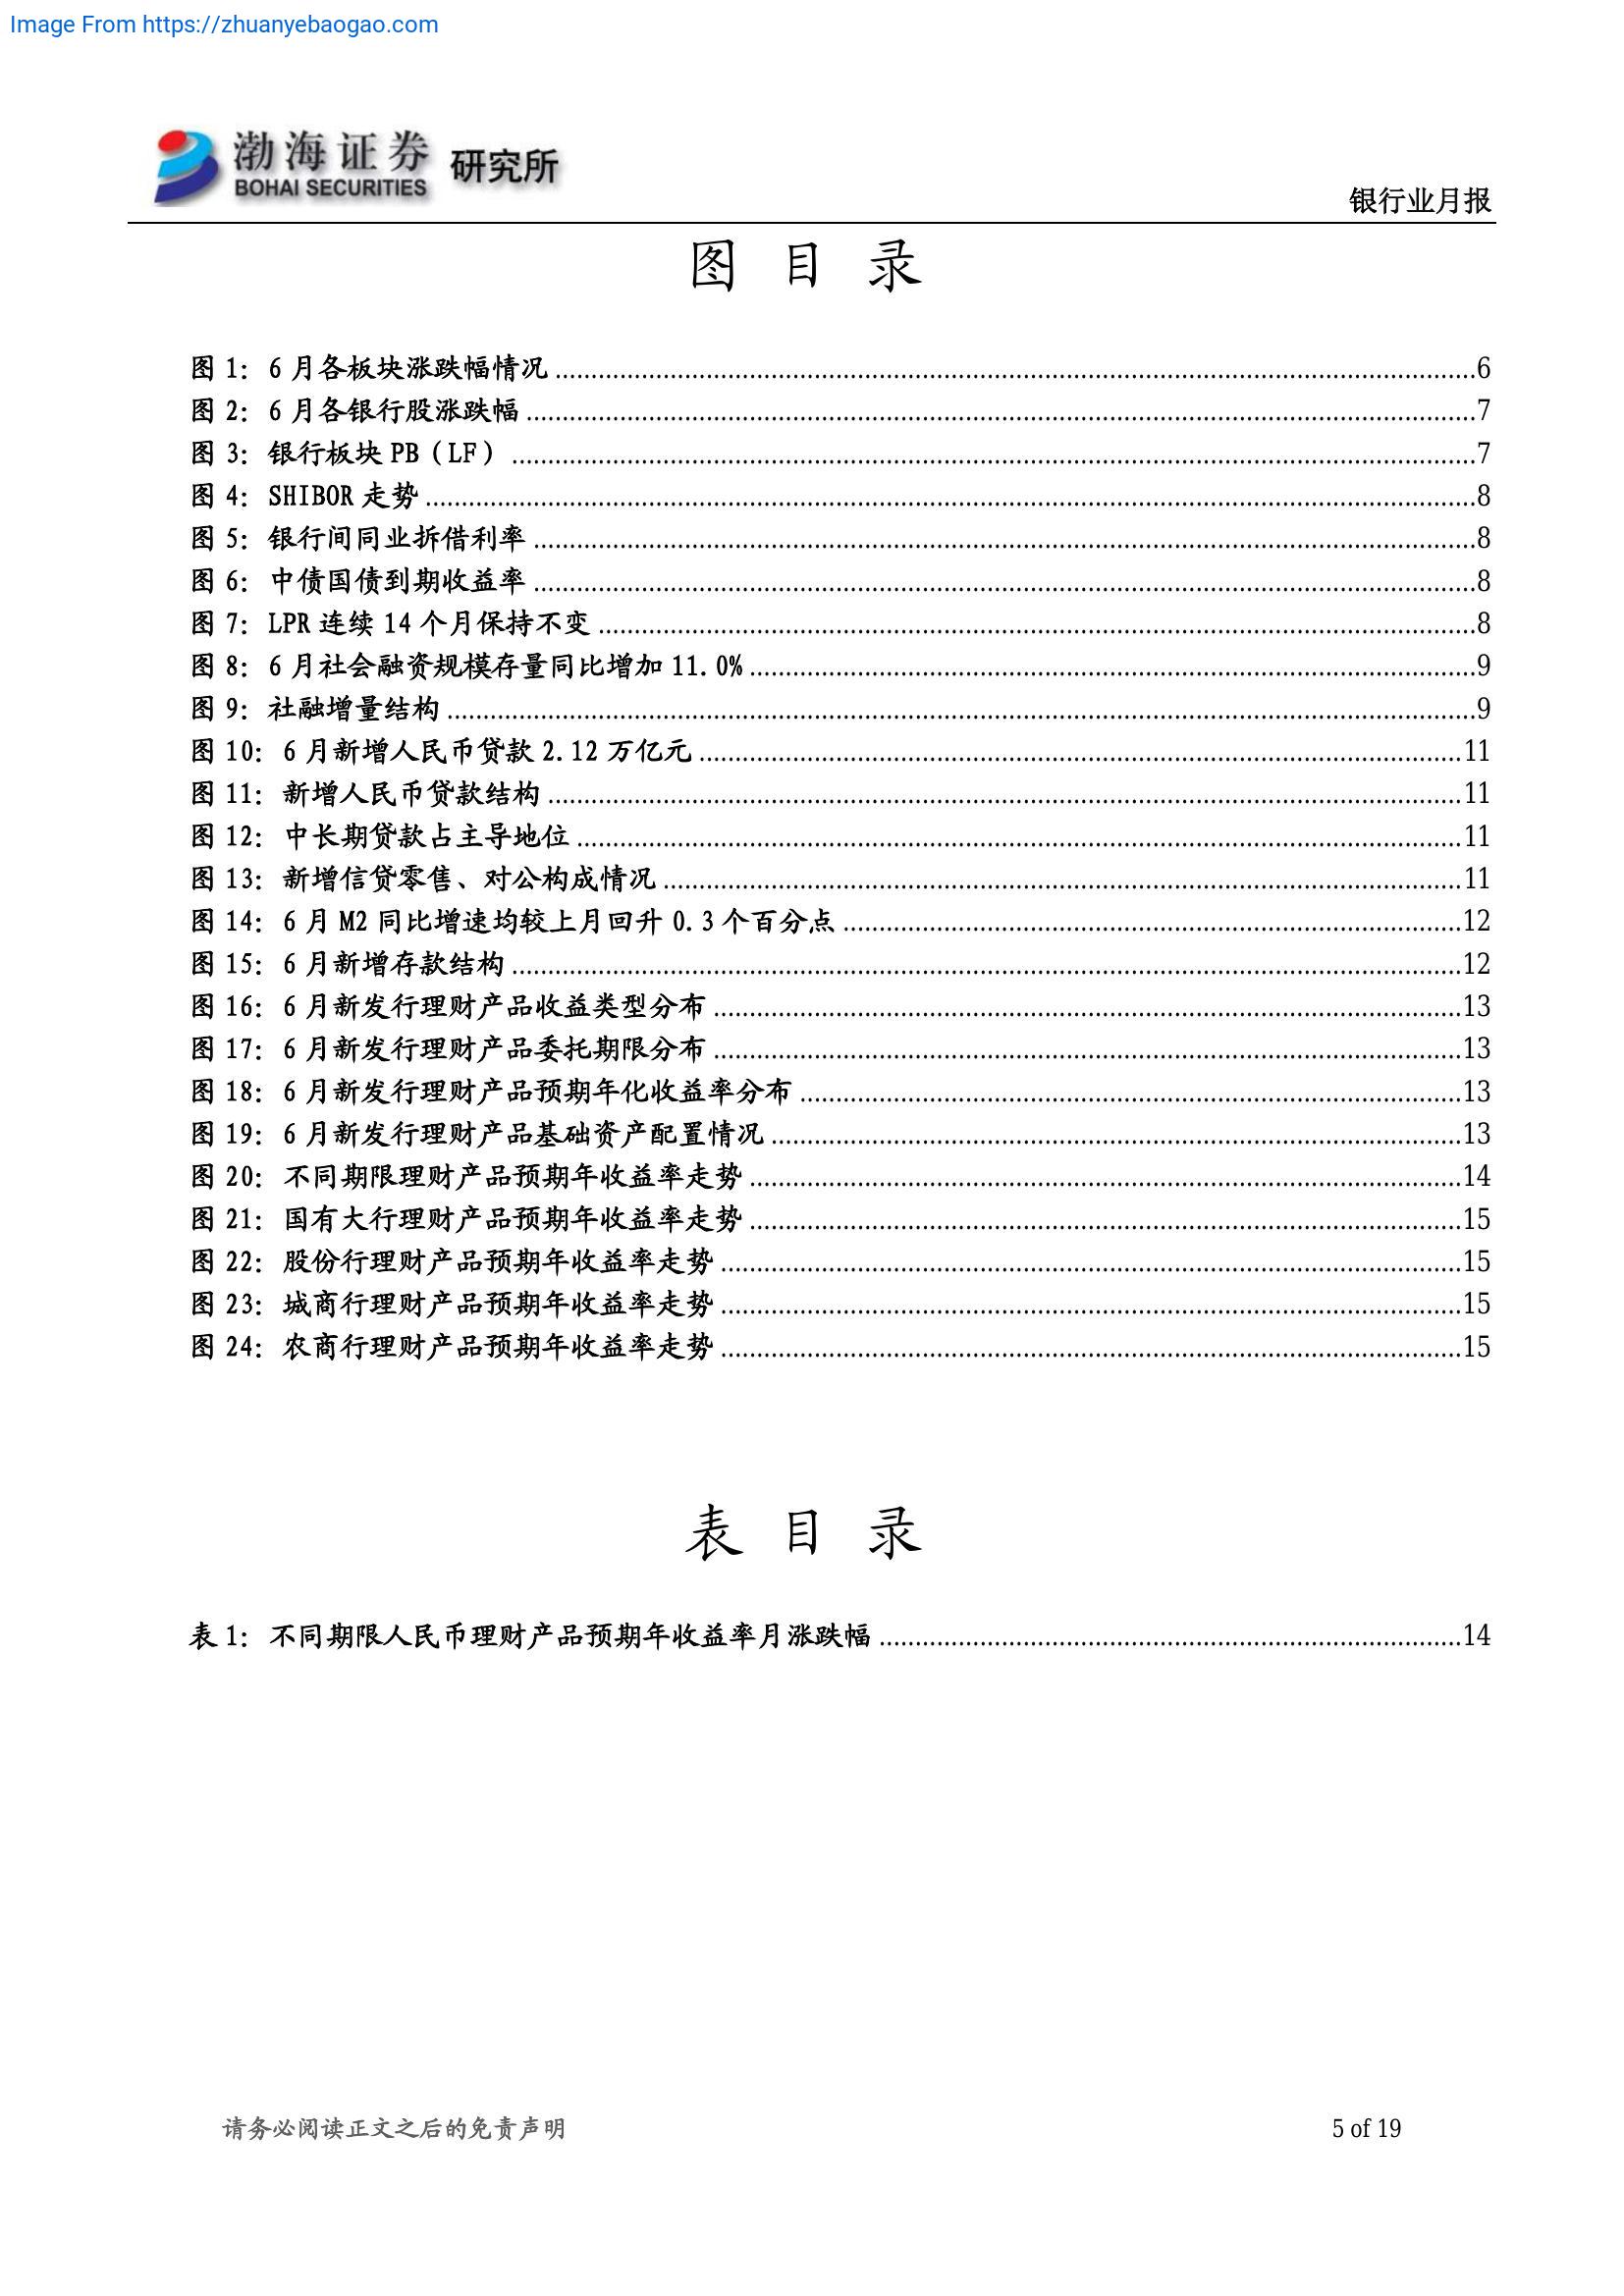 Image From https://zhuanyebaogao.com
渤海证券 研究所
BOHAI SECURITIES
银行业月报
图 目 录
图 1: 6 月各板块涨跌幅情况........6
图 2: 6 月各银行股涨跌幅........7
图 3: 银行板块 PB（LF）........7
图 4: SHIBOR 走势........8
图 5: 银行间同业拆借利率........8
图 6: 中债国债到期收益率........8
图 7: LPR 连续 14 个月保持不变........8
图 8: 6 月社会融资规模存量同比增加 11.0%........9
图 9: 社融增量结构........9
图 10: 6 月新增人民币贷款 2.12 万亿元........11
图 11: 新增人民币贷款结构........11
图 12: 中长期贷款占主导地位........11
图 13: 新增信贷零售、对公构成情况........11
图 14: 6 月 M2 同比增速均较上月回升 0.3 个百分点........12
图 15: 6 月新增存款结构........12
图 16: 6 月新发行理财产品收益类型分布........13
图 17: 6 月新发行理财产品委托期限分布........13
图 18: 6 月新发行理财产品预期年化收益率分布........13
图 19: 6 月新发行理财产品基础资产配置情况........13
图 20: 不同期限理财产品预期年收益率走势........14
图 21: 国有大行理财产品预期年收益率走势........15
图 22: 股份行理财产品预期年收益率走势........15
图 23: 城商行理财产品预期年收益率走势........15
图 24: 农商行理财产品预期年收益率走势........15
表 目 录
表 1: 不同期限人民币理财产品预期年收益率月涨跌幅........14
请务必阅读正文之后的免责声明
5 of 19